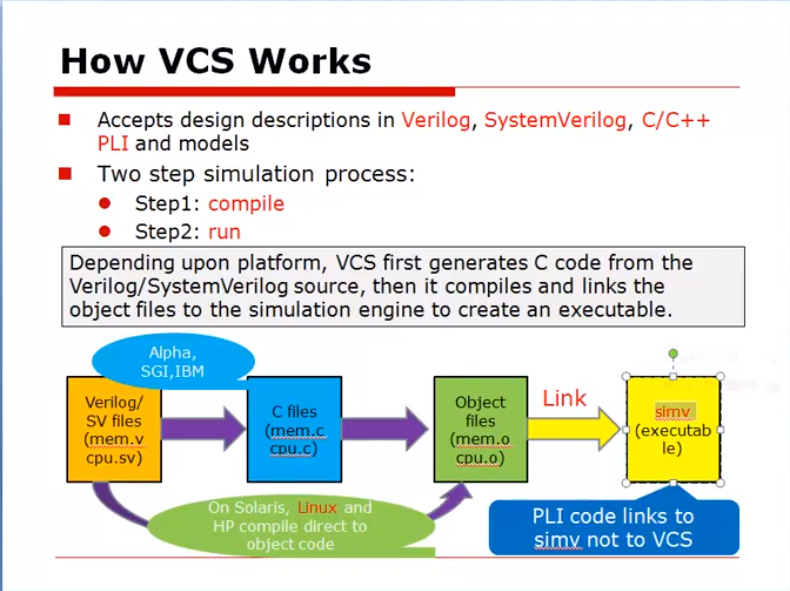 How VCS Works
Accepts design descriptions in Verilog, SystemVerilog, C/C++
PLI and models
Two step simulation process:
Step1: compile
Step2: run
Depending upon platform, VCS first generates C code from the
Verilog/SystemVerilog source, then it compiles and links the
object files to the simulation engine to create an executable.
Alpha,
SGI,IBM
Verilog/
SV files
(mem.v
cpu.sv)
C files
(mem.c
cpu.c)
Object
files
(mem.o
cpu.o)
Link
simv
(executab
le)
On Solaris, Linux and
HP compile direct to
object code
PLI code links to
simv not to VCS